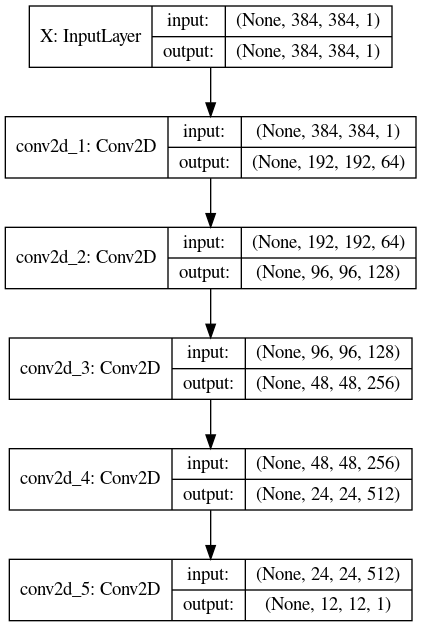 X: InputLayer
input: (None, 384, 384, 1)
output: (None, 384, 384, 1)
conv2d_1: Conv2D
input: (None, 384, 384, 1)
output: (None, 192, 192, 64)
conv2d_2: Conv2D
input: (None, 192, 192, 64)
output: (None, 96, 96, 128)
conv2d_3: Conv2D
input: (None, 96, 96, 128)
output: (None, 48, 48, 256)
conv2d_4: Conv2D
input: (None, 48, 48, 256)
output: (None, 24, 24, 512)
conv2d_5: Conv2D
input: (None, 24, 24, 512)
output: (None, 12, 12, 1)